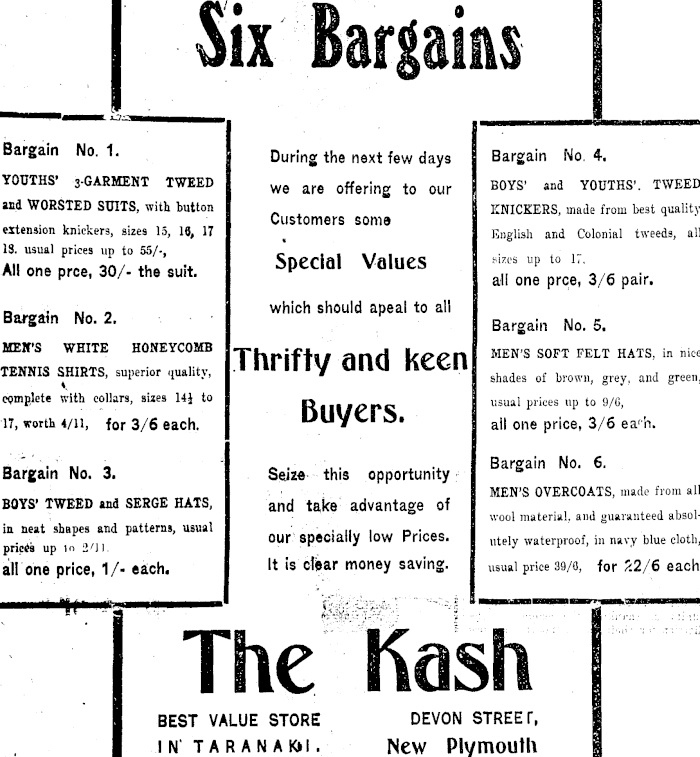 Six Bargains
Bargain No. 1.
YOUTHS' 3-GARMENT TWEED
and WORSTED SUITS, with button
extension knickers, sizes 15, 16, 17
18. usual prices up to 55/-,
All one prce, 30/- the suit.
Bargain No. 2.
MEN'S WHITE HONEYCOMB
TENNIS SHIRTS, superior quality,
complete with collars, sizes 14½ to
17, worth 4/11, for 3/6 each.
Bargain No. 3.
BOYS' TWEED and SERGE HATS,
in neat shapes and patterns, usual
prices up to 2/11.
all one price, 1/- each.
During the next few days
we are offering to our
Customers some
Special Values
which should apeal to all
Thrifty and keen
Buyers.
Seize this opportunity
and take advantage of
our specially low Prices.
It is clear money saving.
Bargain No. 4.
BOYS' and YOUTHS'. TWEED
KNICKERS, made from best quality
English and Colonial tweeds, all
sizes up to 17.
all one prce, 3/6 pair.
Bargain No. 5.
MEN'S SOFT FELT HATS, in nice
shades of brown, grey, and green,
usual prices up to 9/6,
all one price, 3/6 each.
Bargain No. 6.
MEN'S OVERCOATS, made from all
wool material, and guaranteed absol-
utely waterproof, in navy blue cloth,
usual price 39/6, for 22/6 each
The Kash
BEST VALUE STORE
IN TARANAKI.
DEVON STREET,
New Plymouth